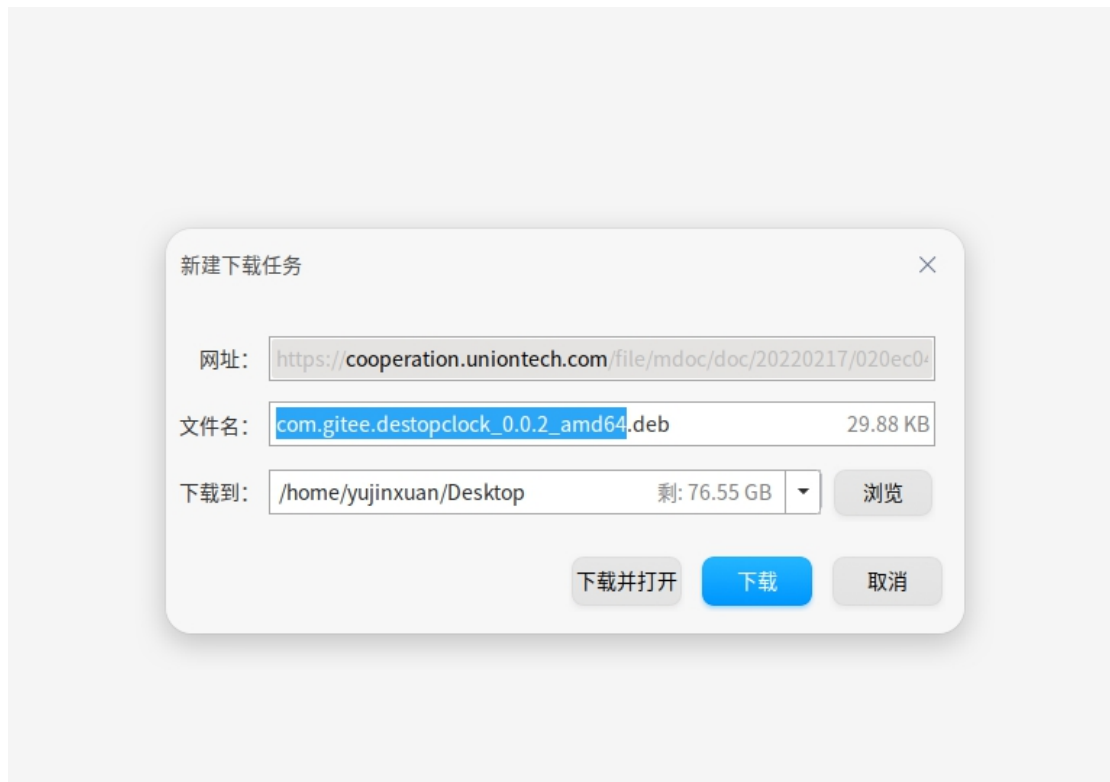 新建下载任务
网址： https://cooperation.uniontech.com/file/mdoc/doc/20220217/020ec04
文件名： com.gitee.destopclock_0.0.2_amd64.deb 29.88 KB
下载到： /home/yujinxuan/Desktop 剩: 76.55 GB 浏览
下载并打开 下载 取消